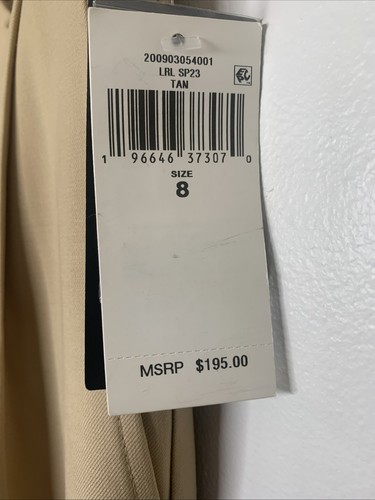 200903054001
LRL SP23
TAN
1 96646 37307 0
SIZE
8
MSRP $195.00